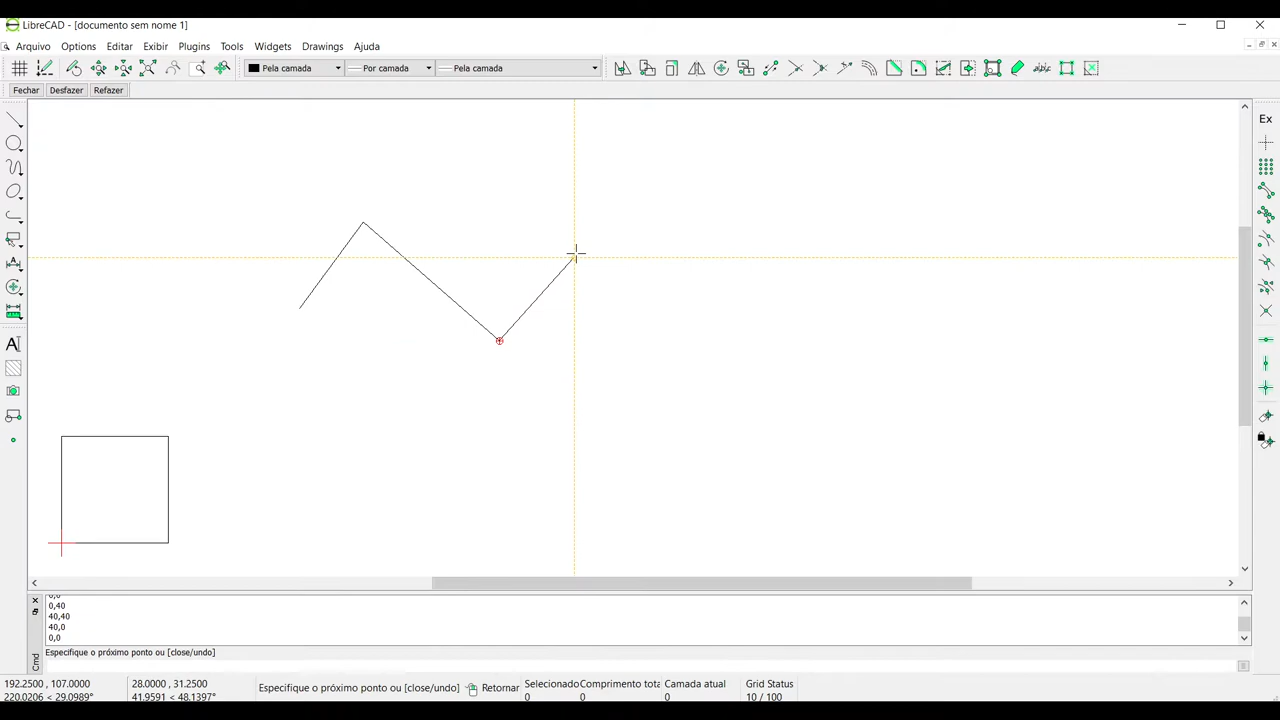 LibreCAD - [documento sem nome 1]
Arquivo Options Editar Exibir Plugins Tools Widgets Drawings Ajuda
Pela camada Por camada Pela camada
Fechar Desfazer Refazer
Ex
A
0,0
0,40
40,40
40,0
0,0
Cmd
Especifique o próximo ponto ou [close/undo]
192.2500 , 107.0000 28.0000 , 31.2500 Especifique o próximo ponto ou [close/undo] Retornar Selecionado Comprimento tota Camada atual Grid Status
220.0206 < 29.0989° 41.9591 < 48.1397° 0 0 0 10 / 100